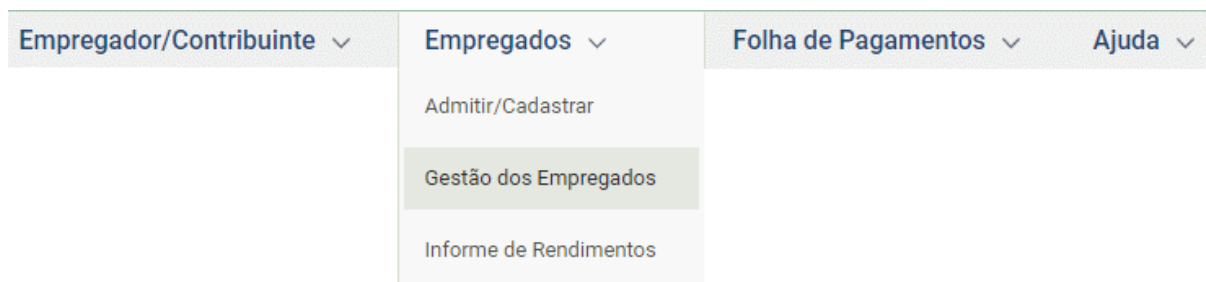 Empregador/Contribuinte Empregados Folha de Pagamentos Ajuda
Admitir/Cadastrar
Gestão dos Empregados
Informe de Rendimentos